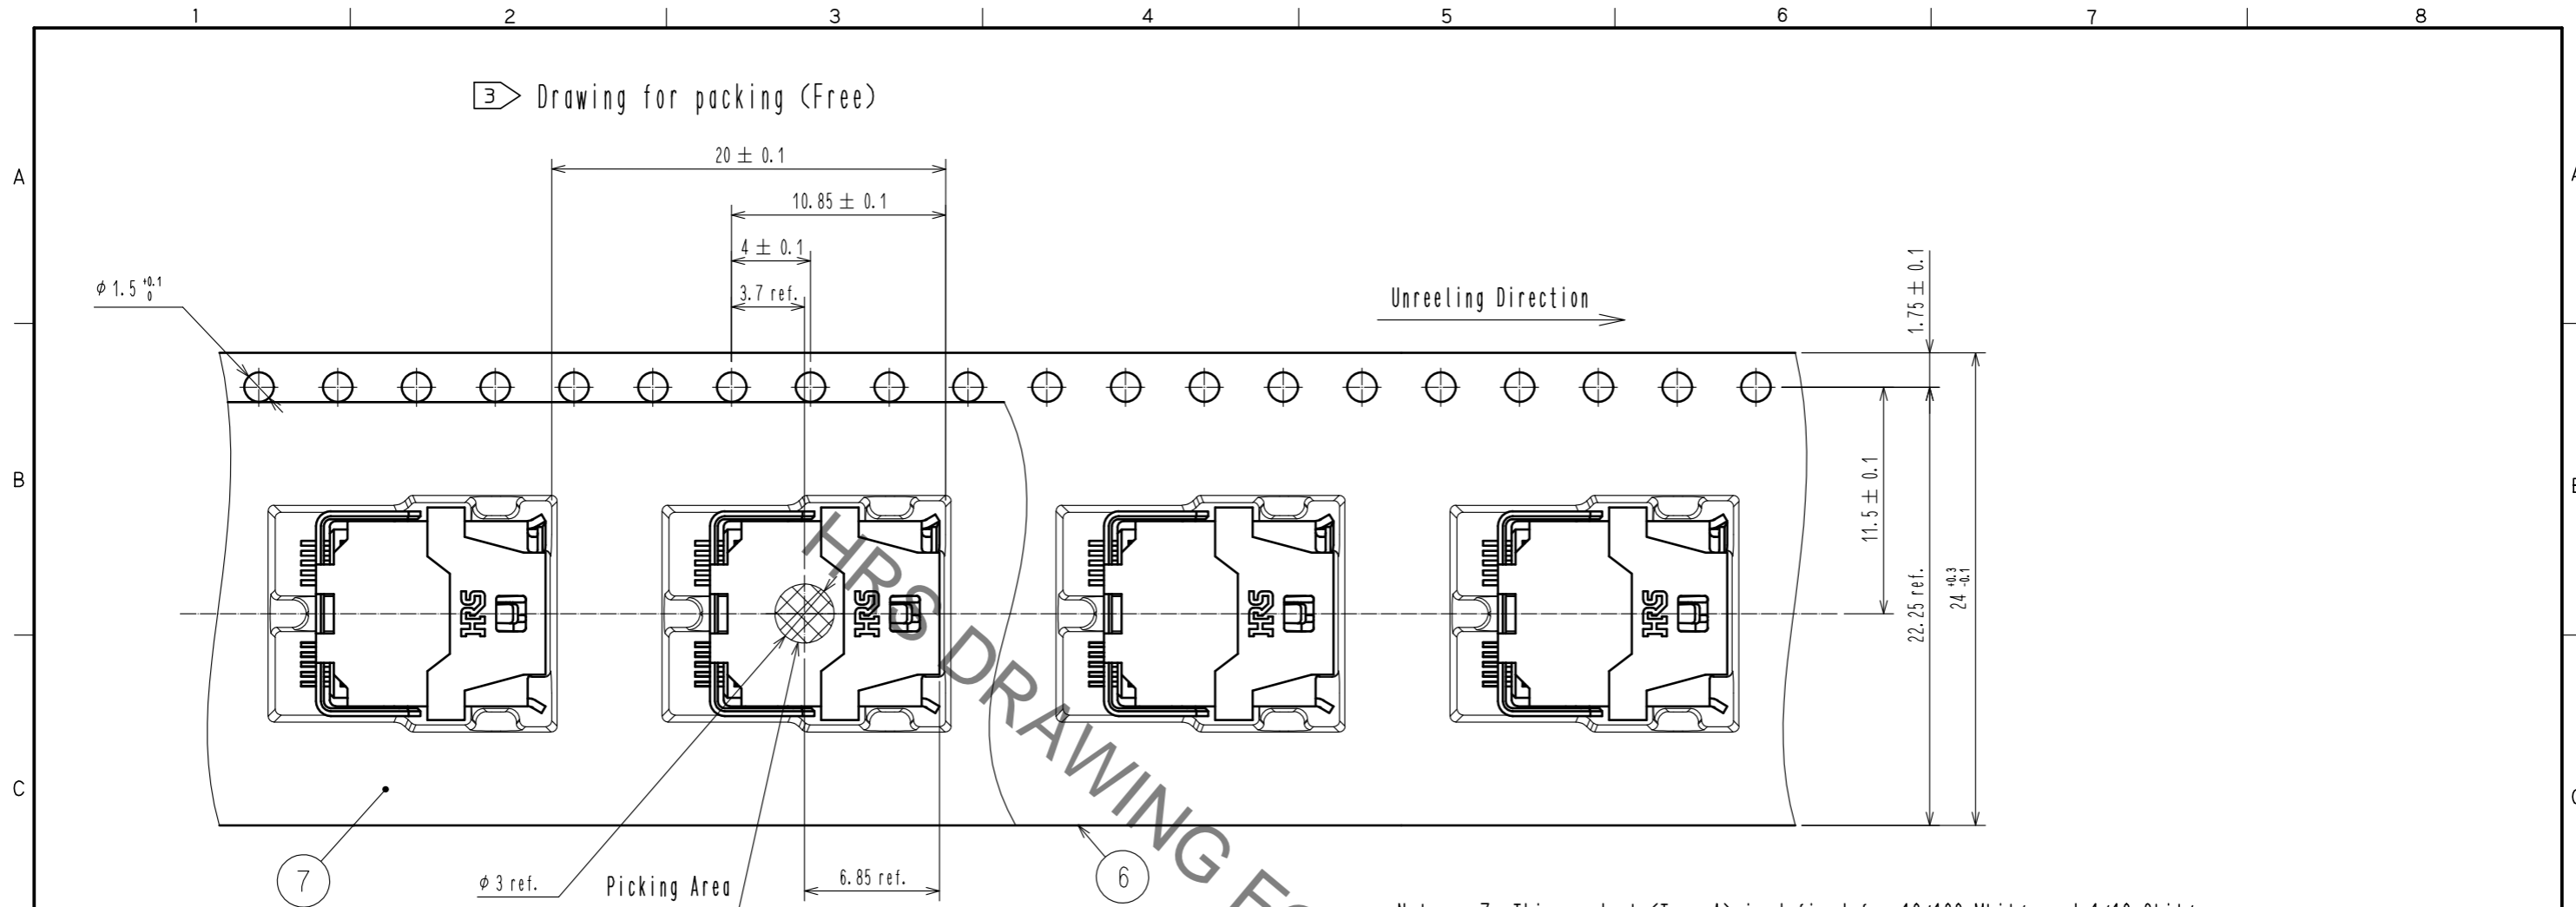 1 2 3 4 5 6 7 8
3 Drawing for packing (Free)
20 ± 0.1
A
10.85 ± 0.1
4 ± 0.1
φ 1.5 +0.1 0
3.7 ref.
Unreeling Direction
1.75 ± 0.1
B
11.5 ± 0.1
22.25 ref.
24 +0.3 -0.1
HRS HRS HRS HRS
HRS DRAWING
C
7
φ 3 ref.
Picking Area
6.85 ref.
6